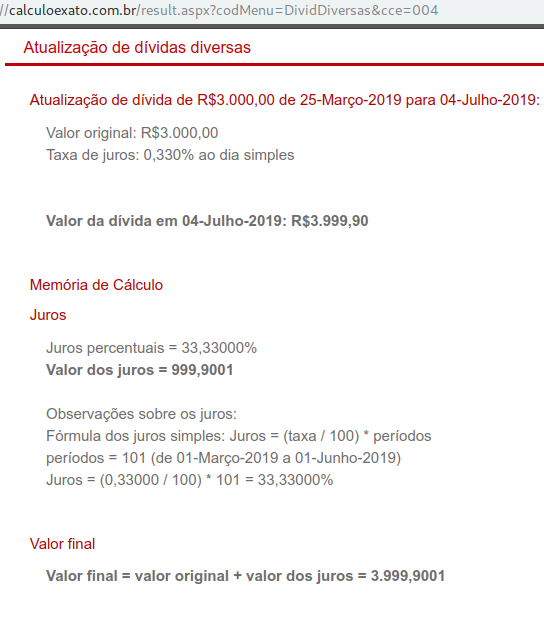 //calculoexato.com.br/result.aspx?codMenu=DividDiversas&cce=004
Atualização de dívidas diversas
Atualização de dívida de R$3.000,00 de 25-Março-2019 para 04-Julho-2019:
Valor original: R$3.000,00
Taxa de juros: 0,330% ao dia simples
Valor da dívida em 04-Julho-2019: R$3.999,90
Memória de Cálculo
Juros
Juros percentuais = 33,33000%
Valor dos juros = 999,9001
Observações sobre os juros:
Fórmula dos juros simples: Juros = (taxa / 100) * períodos
períodos = 101 (de 01-Março-2019 a 01-Junho-2019)
Juros = (0,33000 / 100) * 101 = 33,33000%
Valor final
Valor final = valor original + valor dos juros = 3.999,9001